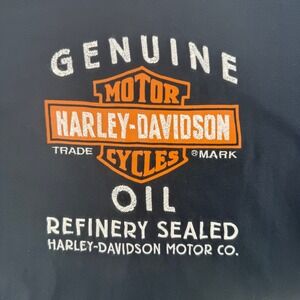 GENUINE
MOTOR
HARLEY-DAVIDSON
TRADE ®MARK
CYCLES
OIL
REFINERY SEALED
HARLEY-DAVIDSON MOTOR CO.